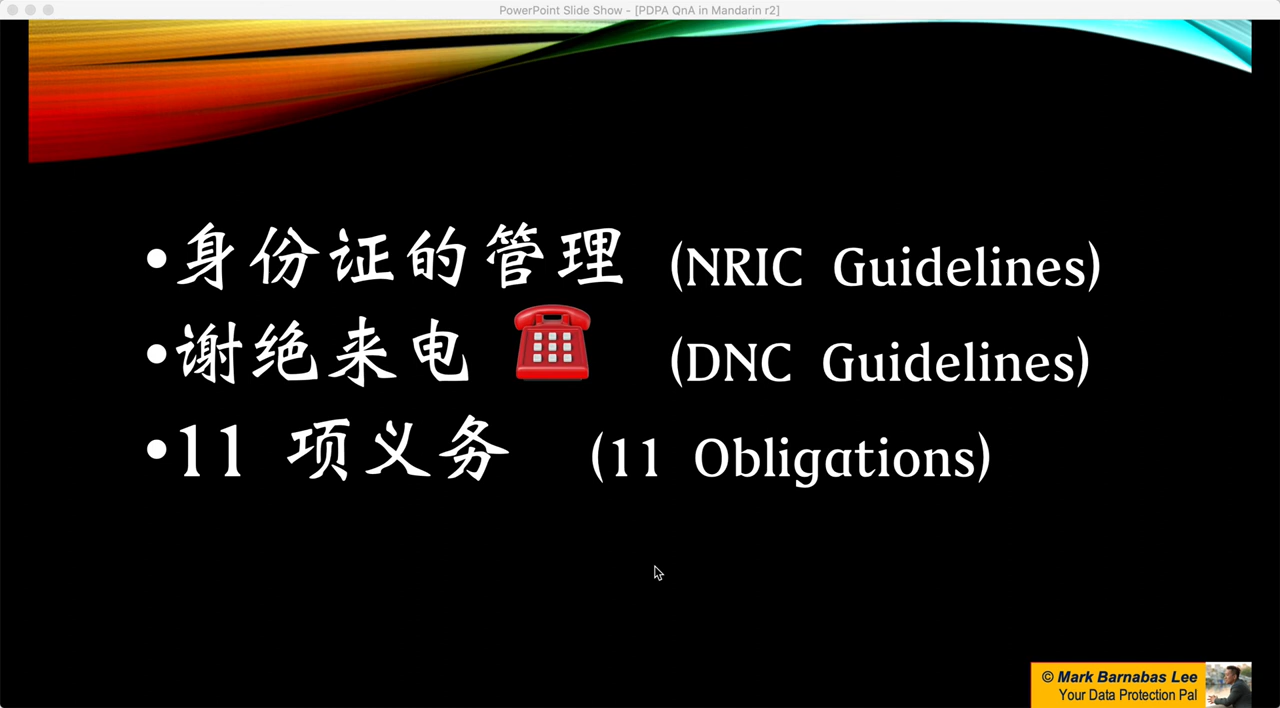 PowerPoint Slide Show - [PDPA QnA in Mandarin r2]
•身份证的管理 (NRIC Guidelines)
•谢绝来电 (DNC Guidelines)
•11 项义务 (11 Obligations)
© Mark Barnabas Lee
Your Data Protection Pal